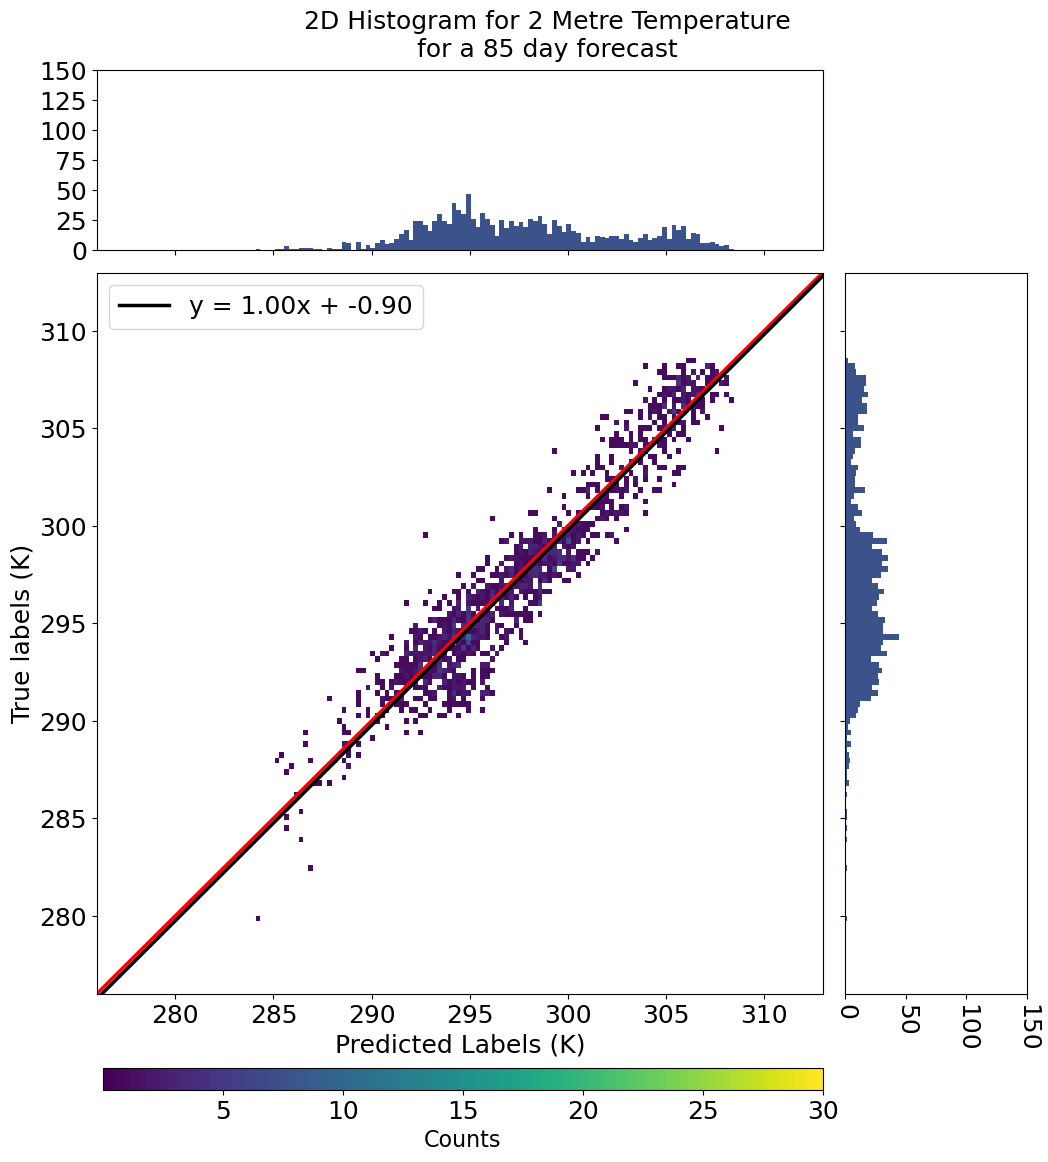 2D Histogram for 2 Metre Temperature
for a 85 day forecast
150
125
100
75
50
25
0
y = 1.00x + -0.90
310
305
300
295
290
285
280
True labels (K)
280 285 290 295 300 305 310
Predicted Labels (K)
0 50 100 150
5 10 15 20 25 30
Counts